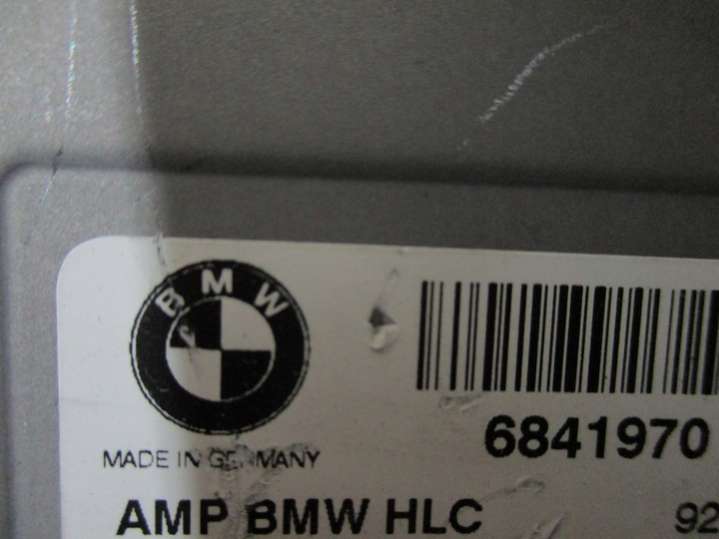 BMW
6841970
MADE IN GERMANY
AMP BMW HLC 92